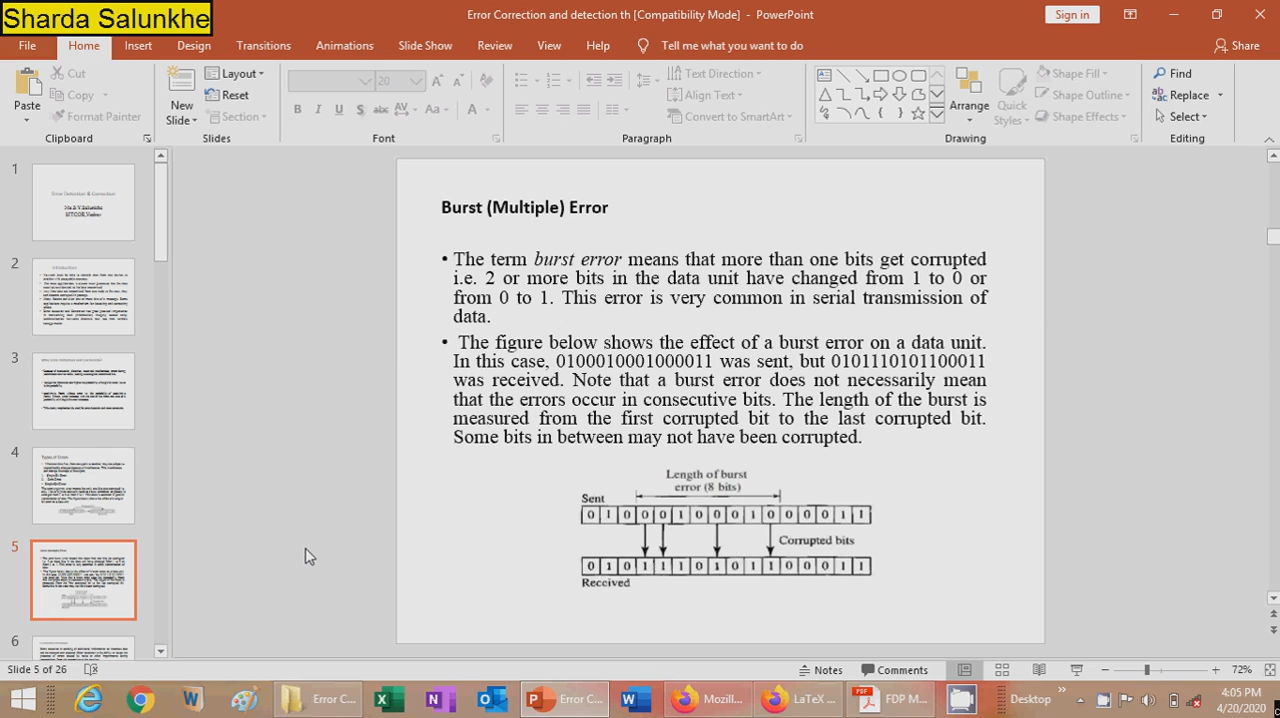 Sharda Salunkhe
Error Correction and detection th [Compatibility Mode] - PowerPoint
Sign in
File Home Insert Design Transitions Animations Slide Show Review View Help Tell me what you want to do Share
Paste
Cut
Copy
Format Painter
Clipboard
New Slide
Layout
Reset
Section
Slides
20
B I U S abc AV Aa A
Font
Text Direction
Align Text
Convert to SmartArt
Paragraph
Arrange
Quick Styles
Shape Fill
Shape Outline
Shape Effects
Drawing
Find
Replace
Select
Editing
1
2
3
4
5
6
Burst (Multiple) Error
• The term burst error means that more than one bits get corrupted
i.e. 2 or more bits in the data unit have changed from 1 to 0 or
from 0 to 1. This error is very common in serial transmission of
data.
• The figure below shows the effect of a burst error on a data unit.
In this case, 0100010001000011 was sent, but 0101110101100011
was received. Note that a burst error does not necessarily mean
that the errors occur in consecutive bits. The length of the burst is
measured from the first corrupted bit to the last corrupted bit.
Some bits in between may not have been corrupted.
Length of burst
error (8 bits)
Sent
0 1 0 0 0 1 0 0 0 1 0 0 0 0 1 1
Corrupted bits
0 1 0 1 1 1 0 1 0 1 1 0 0 0 1 1
Received
Slide 5 of 26
Notes
Comments
72%
Error C...
Error C...
Mozil...
LaTeX ...
FDP M...
Desktop
4:05 PM
4/20/2020